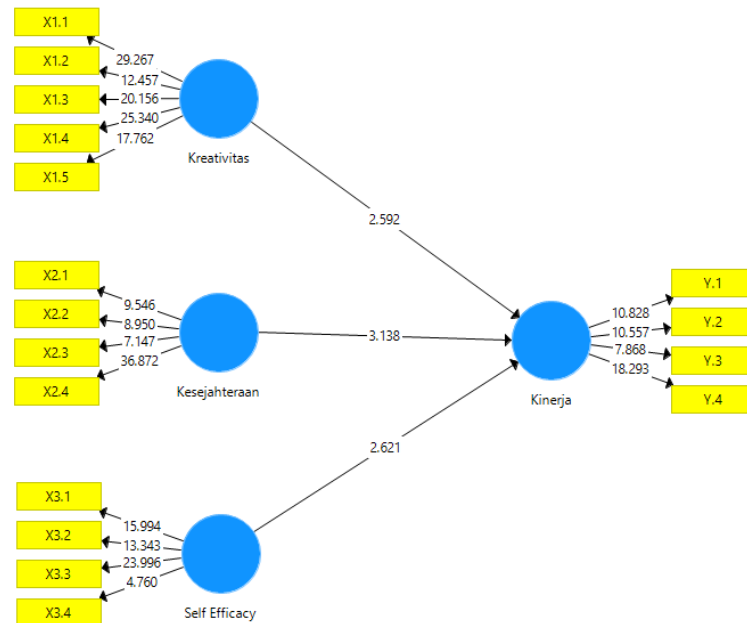 X1.1
X1.2
X1.3
X1.4
X1.5
29.267
12.457
20.156
25.340
17.762
Kreativitas
2.592
X2.1
X2.2
X2.3
X2.4
9.546
8.950
7.147
36.872
Kesejahteraan
3.138
X3.1
X3.2
X3.3
X3.4
15.994
13.343
23.996
4.760
Self Efficacy
2.621
Kinerja
10.828
10.557
7.868
18.293
Y.1
Y.2
Y.3
Y.4